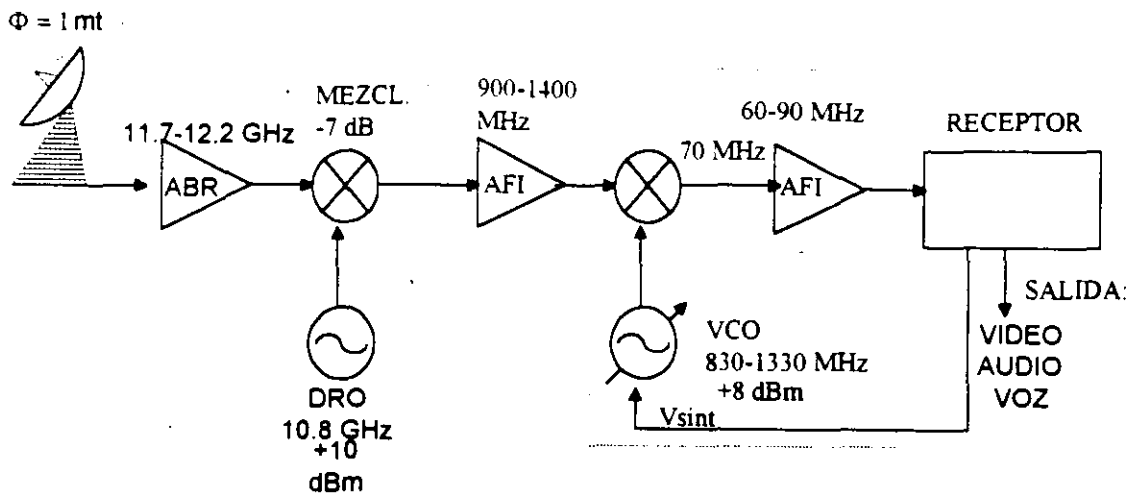 Φ = 1 mt
11.7-12.2 GHz
ABR
MEZCL.
-7 dB
DRO
10.8 GHz
+10
dBm
900-1400
MHz
AFI
VCO
830-1330 MHz
+8 dBm
Vsint
70 MHz
60-90 MHz
AFI
RECEPTOR
SALIDA:
VIDEO
AUDIO
VOZ